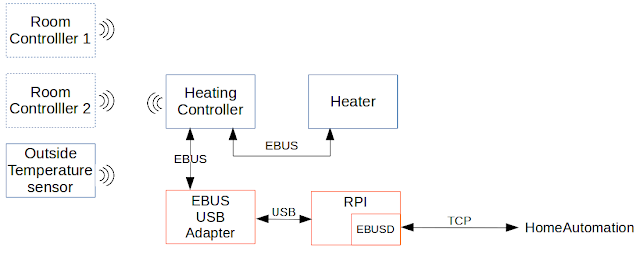 Room
Controlller 1
Room
Controlller 2
Heating
Controller
Heater
Outside
Temperature
sensor
EBUS
EBUS
EBUS
USB
Adapter
USB
RPI
EBUSD
TCP
HomeAutomation